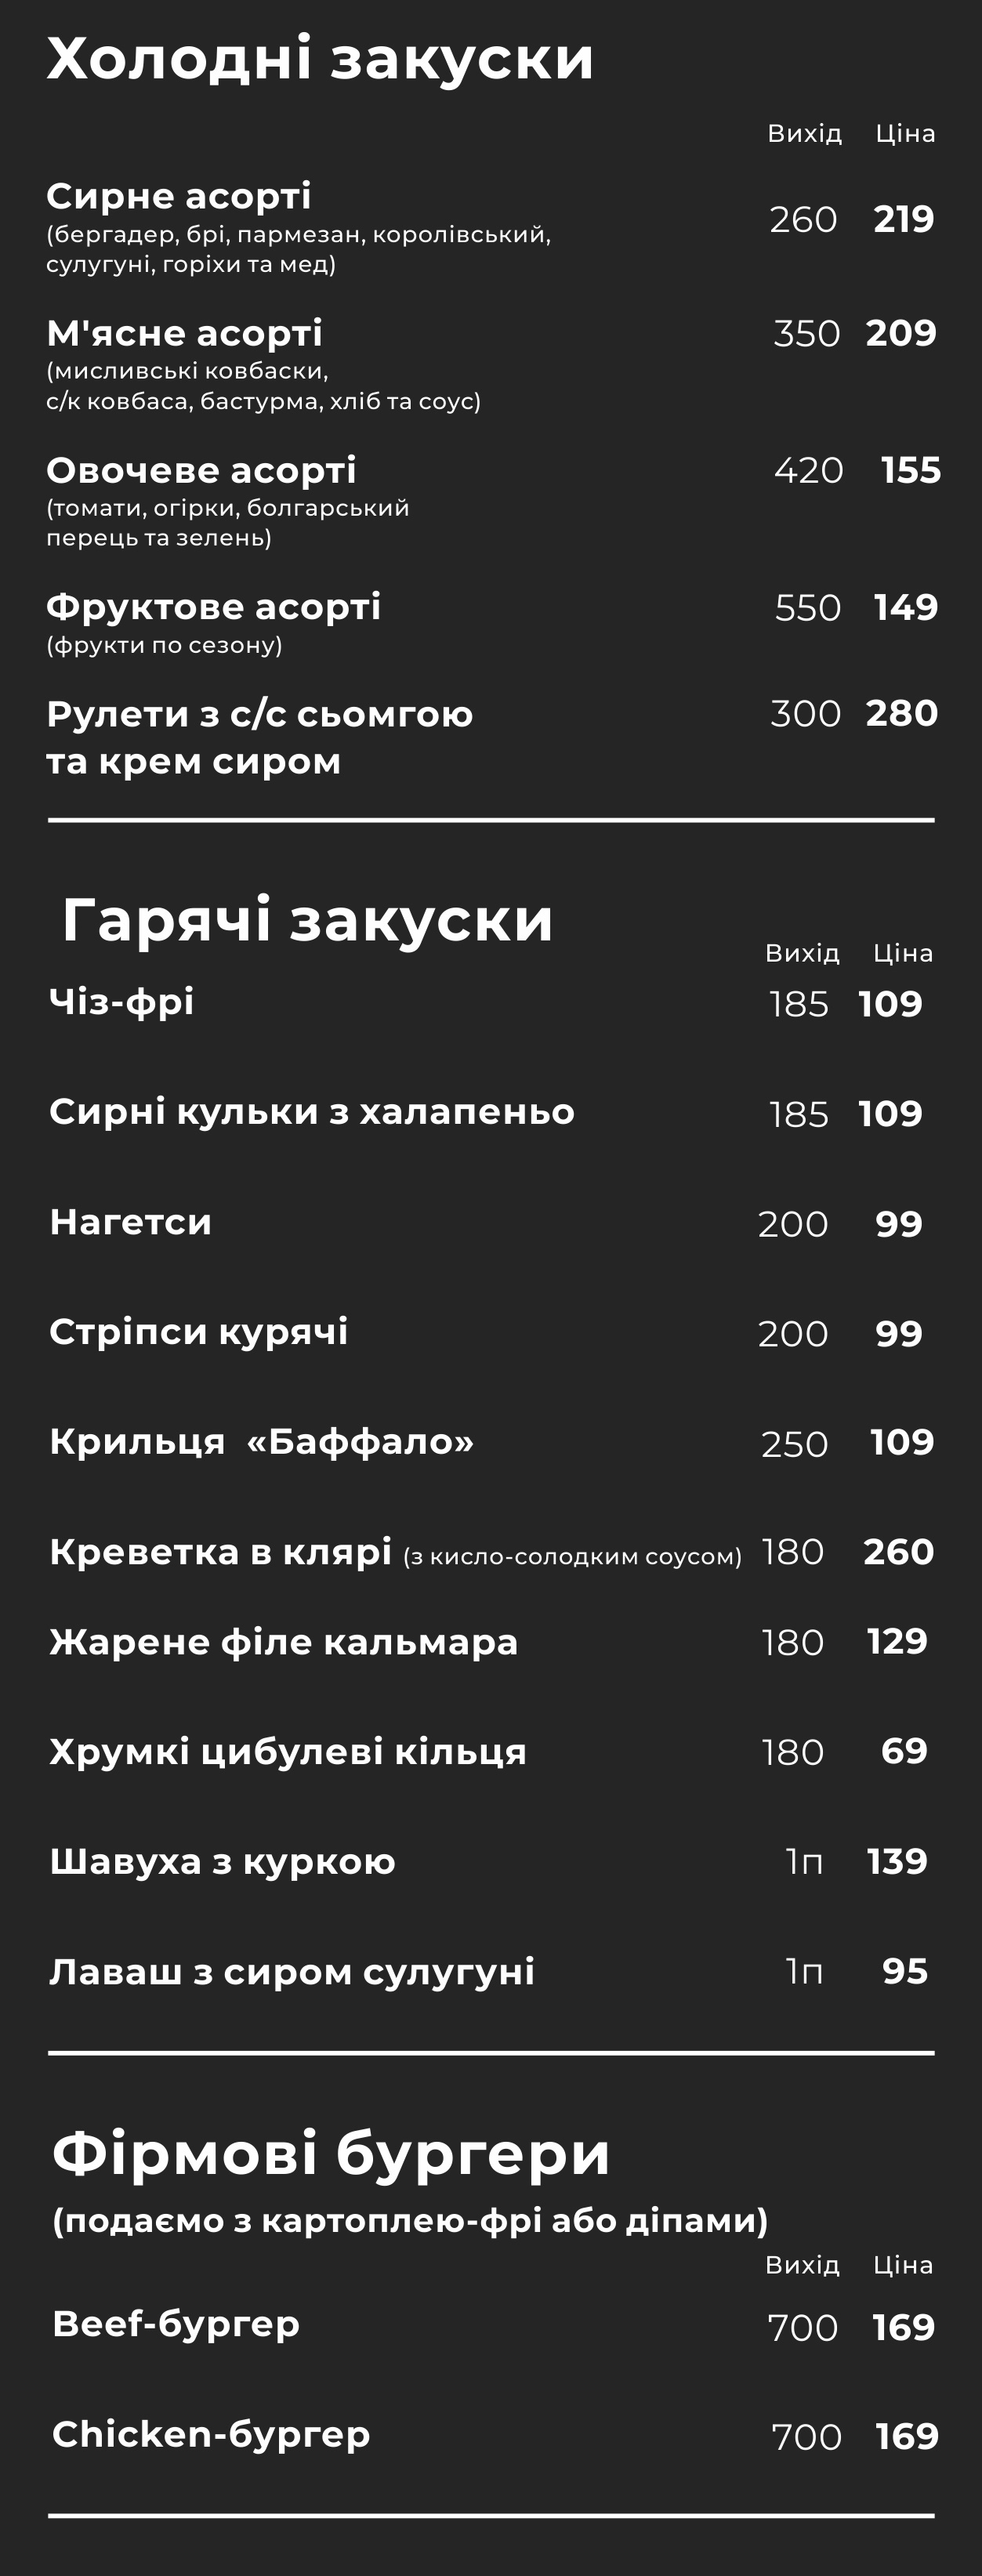 Холодні закуски
Вихід Ціна
Сирне асорті 260 219
(бергадер, брі, пармезан, королівський,
сулугуні, горіхи та мед)
М'ясне асорті 350 209
(мисливські ковбаски,
с/к ковбаса, бастурма, хліб та соус)
Овочеве асорті 420 155
(томати, огірки, болгарський
перець та зелень)
Фруктове асорті 550 149
(фрукти по сезону)
Рулети з с/с сьомгою 300 280
та крем сиром
Гарячі закуски
Вихід Ціна
Чіз-фрі 185 109
Сирні кульки з халапеньо 185 109
Нагетси 200 99
Стріпси курячі 200 99
Крильця «Баффало» 250 109
Креветка в клярі (з кисло-солодким соусом) 180 260
Жарене філе кальмара 180 129
Хрумкі цибулеві кільця 180 69
Шавуха з куркою 1п 139
Лаваш з сиром сулугуні 1п 95
Фірмові бургери
(подаємо з картоплею-фрі або діпами)
Вихід Ціна
Beef-бургер 700 169
Chicken-бургер 700 169